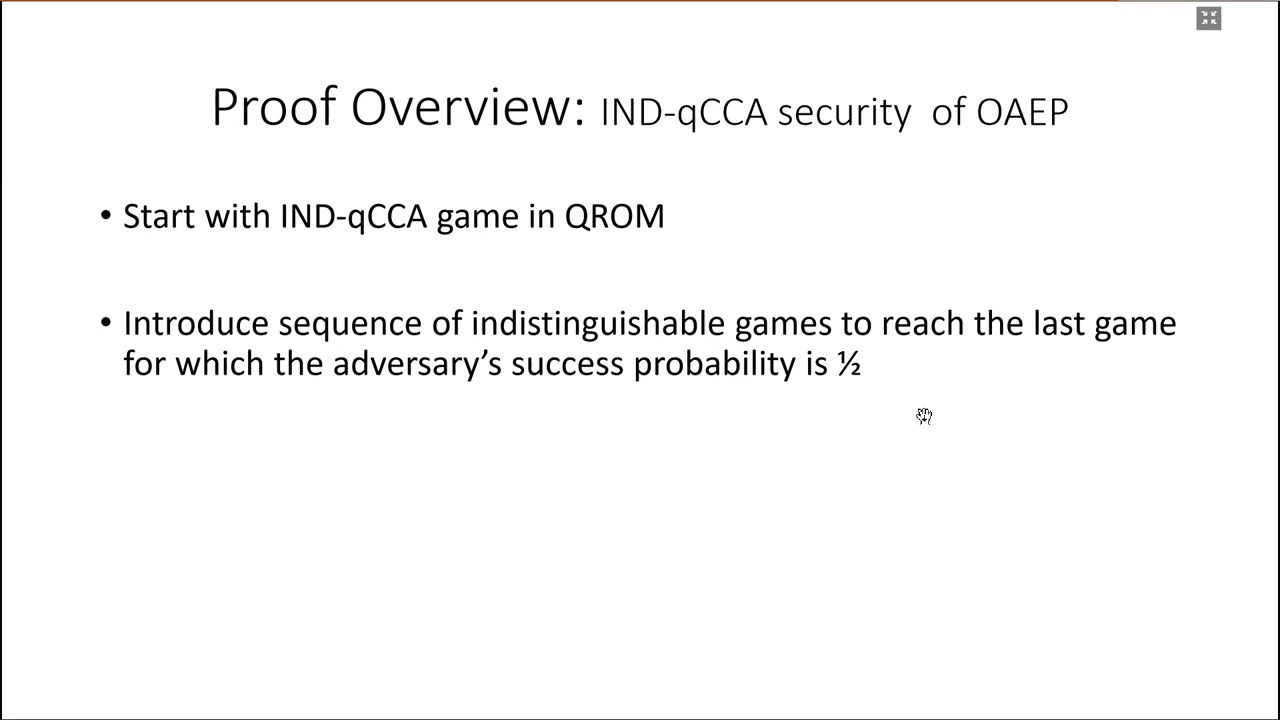 Proof Overview: IND-qCCA security of OAEP
• Start with IND-qCCA game in QROM
• Introduce sequence of indistinguishable games to reach the last game
for which the adversary’s success probability is ½